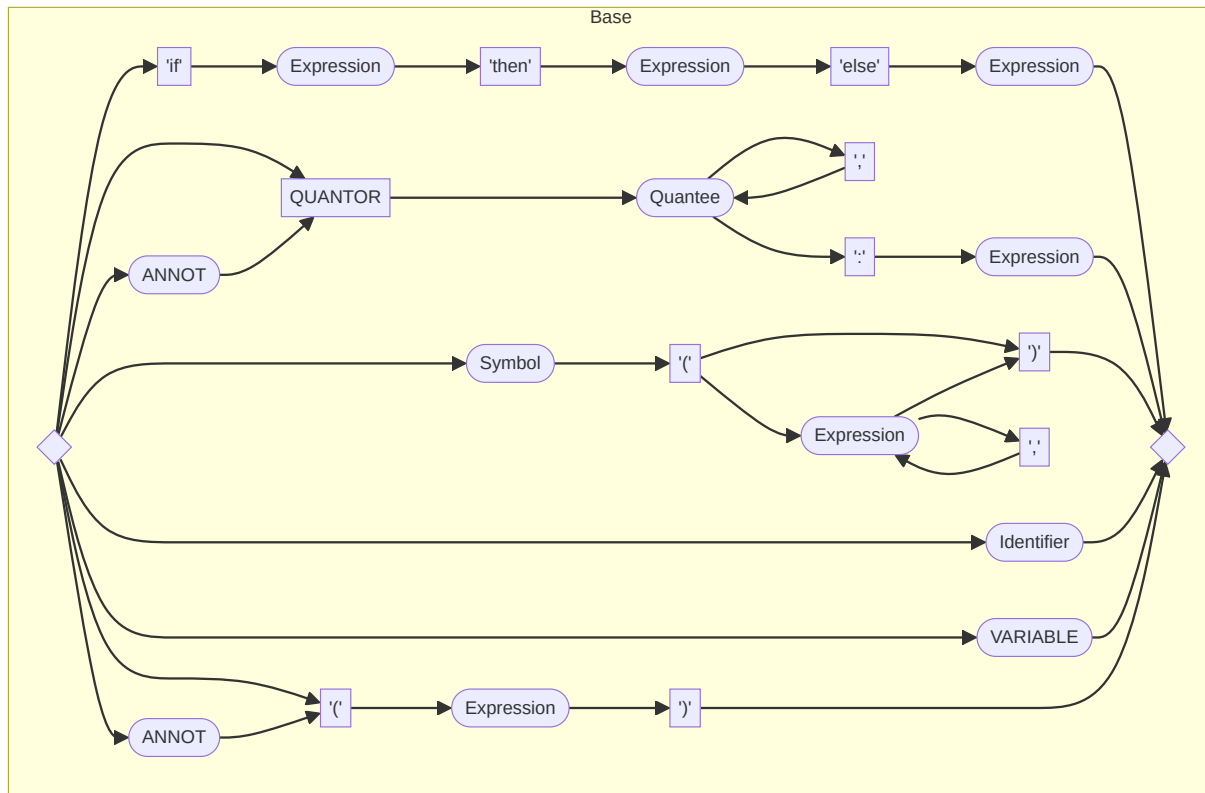 Base
'if' Expression 'then' Expression 'else' Expression
','
QUANTOR Quantee
':' Expression
ANNOT
Symbol '(' ')'
Expression ','
Identifier
VARIABLE
'(' Expression ')'
ANNOT